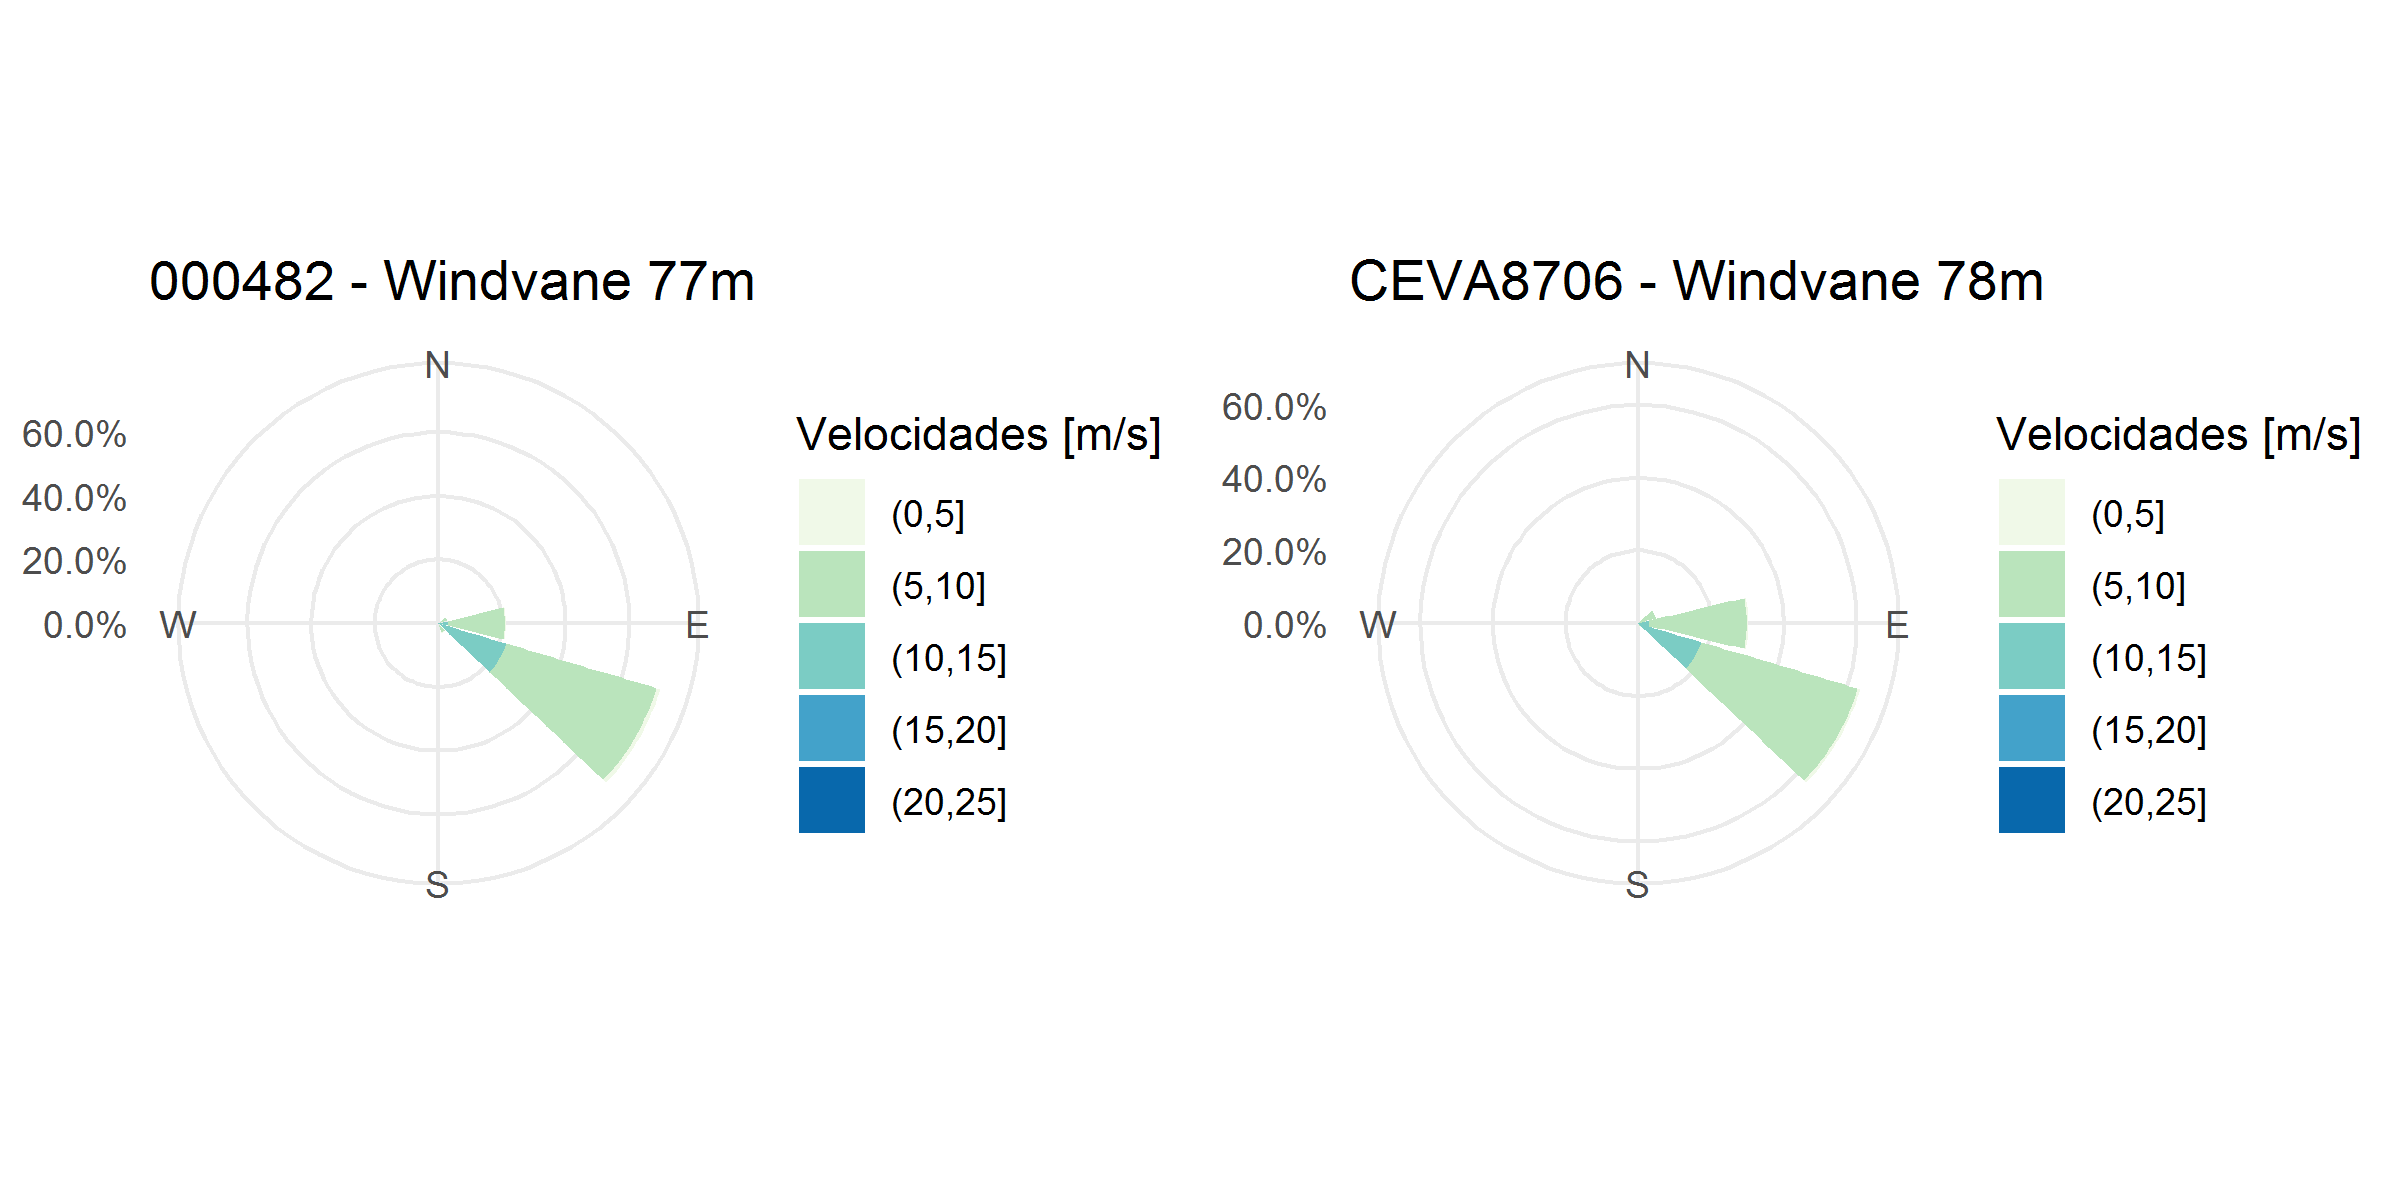 000482 - Windvane 77m
N
60.0%
40.0%
20.0%
0.0%
W
E
S
Velocidades [m/s]
(0,5]
(5,10]
(10,15]
(15,20]
(20,25]
CEVA8706 - Windvane 78m
N
60.0%
40.0%
20.0%
0.0%
W
E
S
Velocidades [m/s]
(0,5]
(5,10]
(10,15]
(15,20]
(20,25]